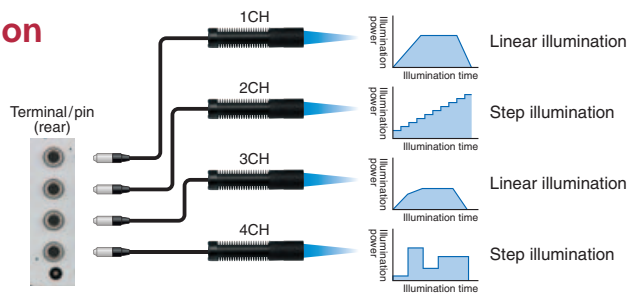 on
1CH
Illumination
power
Illumination time
Linear illumination
2CH
Illumination
power
Illumination time
Step illumination
Terminal/pin
(rear)
3CH
Illumination
power
Illumination time
Linear illumination
4CH
Illumination
power
Illumination time
Step illumination